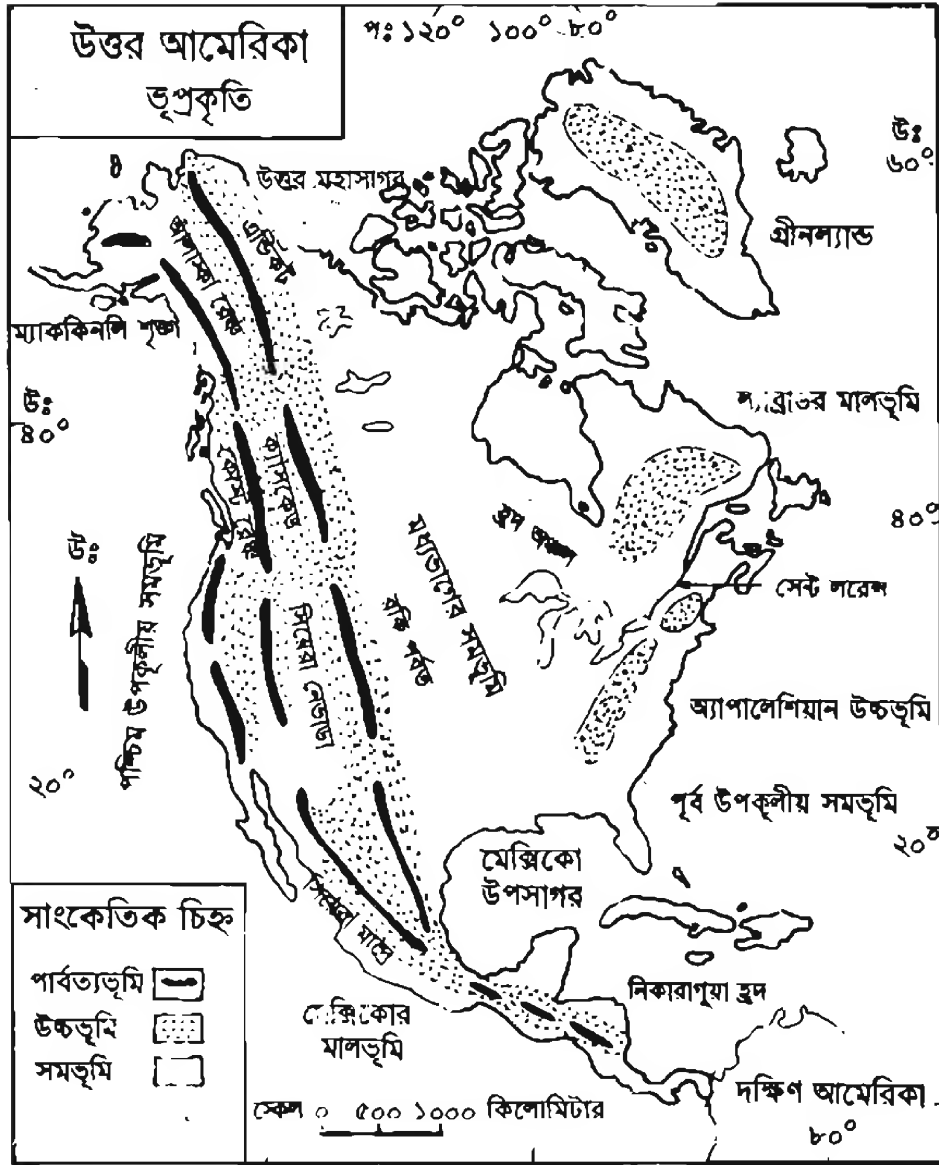 উত্তর আমেরিকা
ভূপ্রকৃতি
পঃ ১২০° ১০০° ৮০°
উঃ
৬০°
উত্তর মহাসাগর
গ্রীনল্যান্ড
আলাস্কা রেঞ্জ
এন্ডিকট
ম্যাককিনলি শৃঙ্গ
উঃ
৪০°
মালভূমি
কোস্ট রেঞ্জ
ক্যাসকেড
হ্রদ অঞ্চল
৪০°
উঃ
পশ্চিম উপকূলীয় সমভূমি
মধ্যভাগের সমভূমি
রকি পর্বত
সিয়েরা নেভাডা
সেন্ট লরেন্স
অ্যাপালেশিয়ান উচ্চভূমি
২০°
পূর্ব উপকূলীয় সমভূমি
২০°
মেক্সিকো
উপসাগর
সিয়েরা মাদ্রে
সাংকেতিক চিহ্ন
পার্বত্যভূমি
উচ্চভূমি
সমভূমি
নিকারাগুয়া হ্রদ
মেক্সিকোর
মালভূমি
দক্ষিণ আমেরিকা
৮০°
স্কেল ০ ৫০০ ১০০০ কিলোমিটার